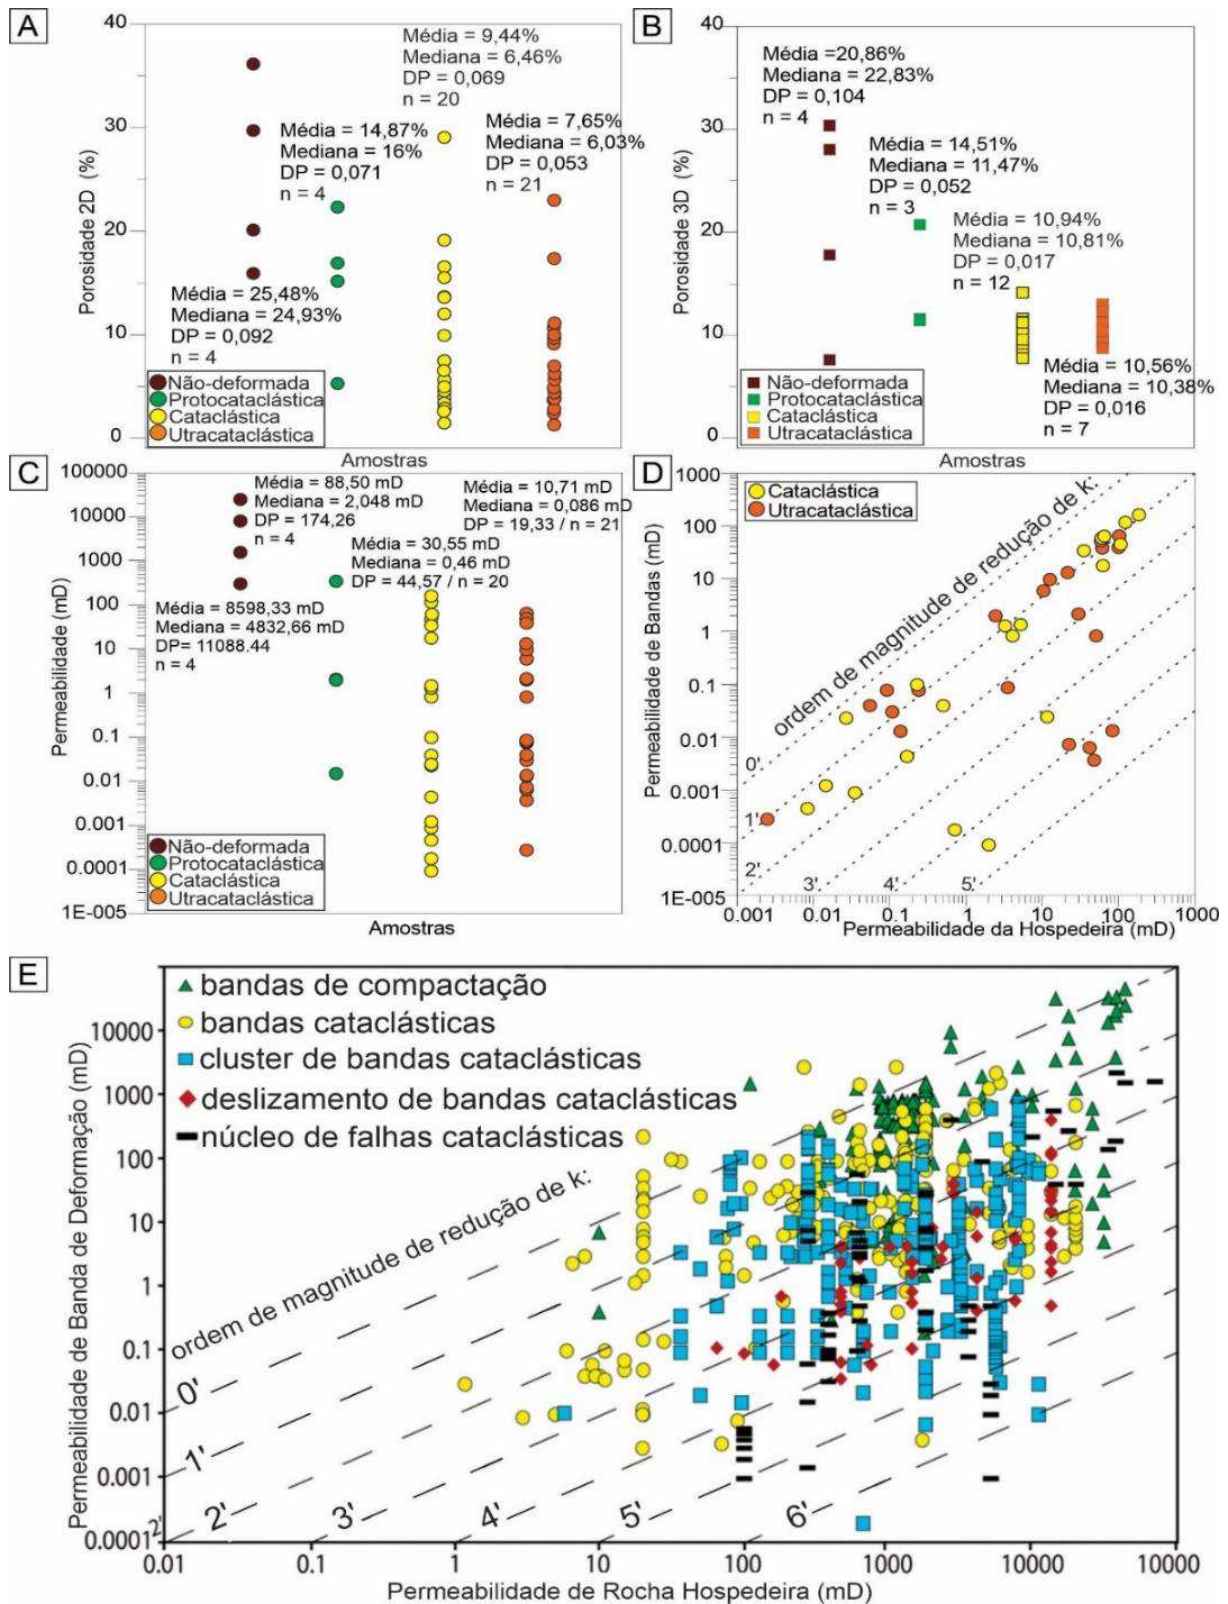 A
40
30
20
10
0
Porosidade 2D (%)
Média = 9,44%
Mediana = 6,46%
DP = 0,069
n = 20
Média = 14,87%
Mediana = 16%
DP = 0,071
n = 4
Média = 7,65%
Mediana = 6,03%
DP = 0,053
n = 21
Média = 25,48%
Mediana = 24,93%
DP = 0,092
n = 4
Não-deformada
Protocataclástica
Cataclástica
Utracataclástica
Amostras
B
40
30
20
10
0
Porosidade 3D (%)
Média =20,86%
Mediana = 22,83%
DP = 0,104
n = 4
Média = 14,51%
Mediana = 11,47%
DP = 0,052
n = 3
Média = 10,94%
Mediana = 10,81%
DP = 0,017
n = 12
Média = 10,56%
Mediana = 10,38%
DP = 0,016
n = 7
Não-deformada
Protocataclástica
Cataclástica
Utracataclástica
Amostras
C
100000
10000
1000
100
10
1
0.1
0.01
0.001
0.0001
1E-005
Permeabilidade (mD)
Média = 88,50 mD
Mediana = 2,048 mD
DP = 174,26
n = 4
Média = 10,71 mD
Mediana = 0,086 mD
DP = 19,33 / n = 21
Média = 30,55 mD
Mediana = 0,46 mD
DP = 44,57 / n = 20
Média = 8598,33 mD
Mediana = 4832,66 mD
DP= 11088.44
n = 4
Não-deformada
Protocataclástica
Cataclástica
Utracataclástica
Amostras
D
1000
100
10
1
0.1
0.01
0.001
0.0001
1E-005
Permeabilidade de Bandas (mD)
Cataclástica
Utracataclástica
ordem de magnitude de redução de k:
0'
1'
2'
3'
4'
5'
0.001 0.01 0.1 1 10 100 1000
Permeabilidade da Hospedeira (mD)
E
bandas de compactação
bandas cataclásticas
cluster de bandas cataclásticas
deslizamento de bandas cataclásticas
núcleo de falhas cataclásticas
10000
1000
100
10
1
0.1
0.01
0.001
0.0001
Permeabilidade de Banda de Deformação (mD)
ordem de magnitude de redução de k:
0'
1'
2'
2'
3'
4'
5'
6'
0.01 0.1 1 10 100 1000 10000 10000
Permeabilidade de Rocha Hospedeira (mD)